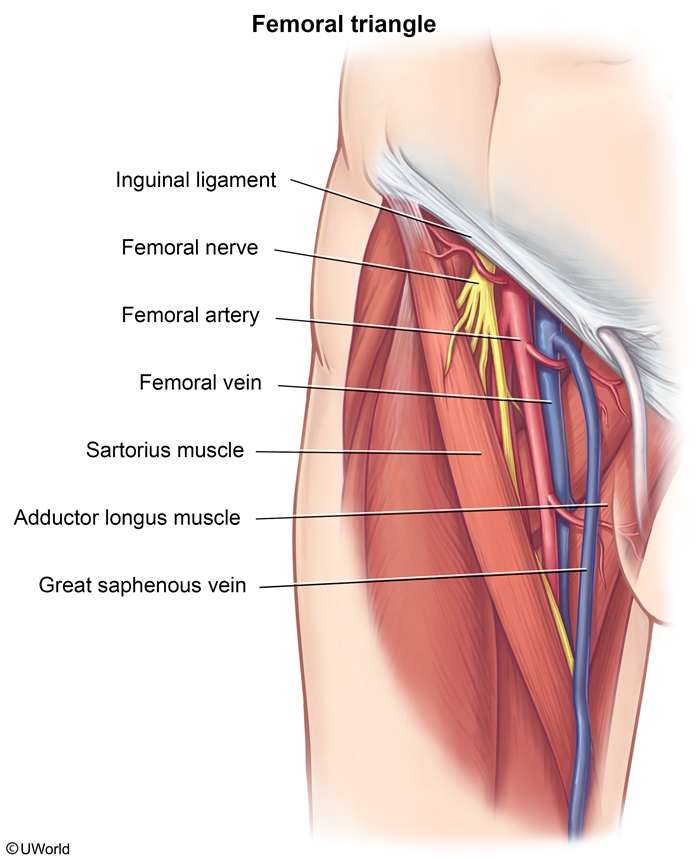 Femoral triangle
Inguinal ligament
Femoral nerve
Femoral artery
Femoral vein
Sartorius muscle
Adductor longus muscle
Great saphenous vein
©UWorld